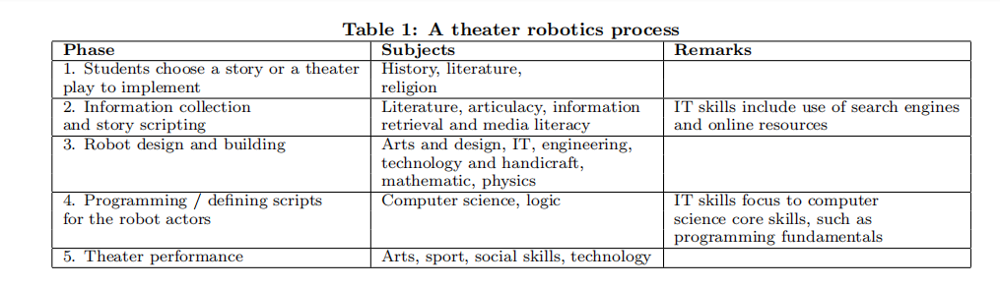 Table 1: A theater robotics process
Phase Subjects Remarks
1. Students choose a story or a theater
play to implement
History, literature,
religion
2. Information collection
and story scripting
Literature, articulacy, information
retrieval and media literacy
IT skills include use of search engines
and online resources
3. Robot design and building
Arts and design, IT, engineering,
technology and handicraft,
mathematic, physics
4. Programming / defining scripts
for the robot actors
Computer science, logic
IT skills focus to computer
science core skills, such as
programming fundamentals
5. Theater performance
Arts, sport, social skills, technology